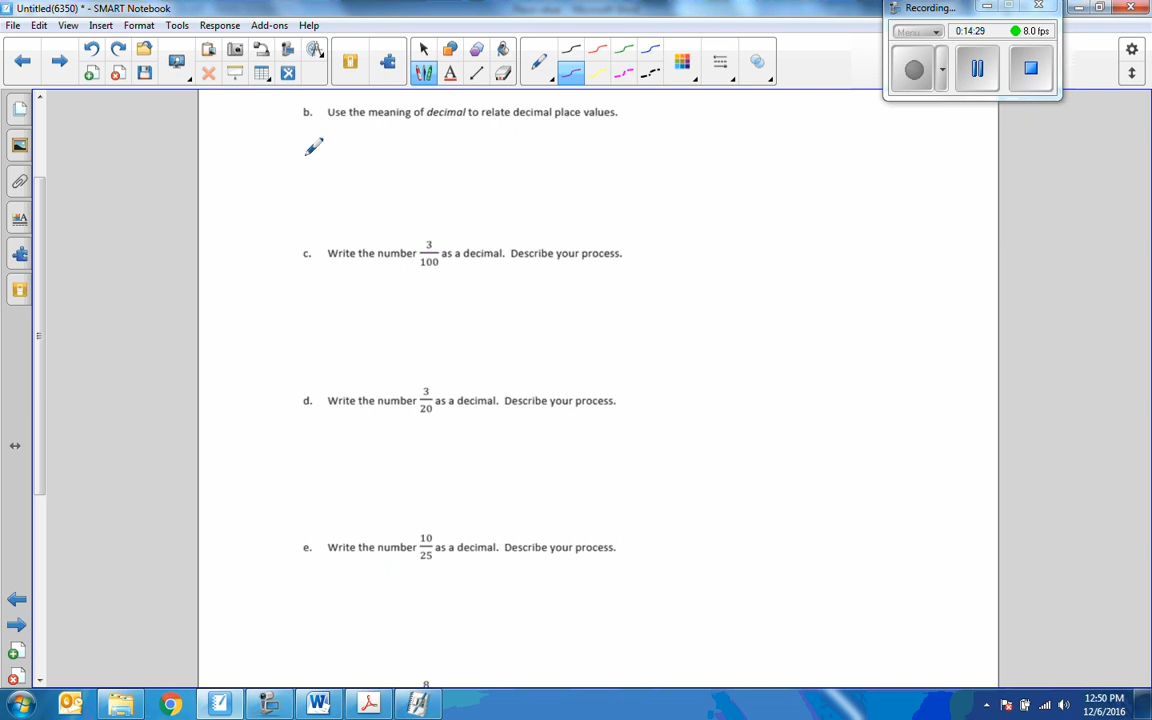 Untitled(6350) * - SMART Notebook
Recording...
File Edit View Insert Format Tools Response Add-ons Help
Menu 0:14:29 8.0 fps
b. Use the meaning of decimal to relate decimal place values.
c. Write the number 3/100 as a decimal. Describe your process.
d. Write the number 3/20 as a decimal. Describe your process.
e. Write the number 10/25 as a decimal. Describe your process.
8
12:50 PM
12/6/2016